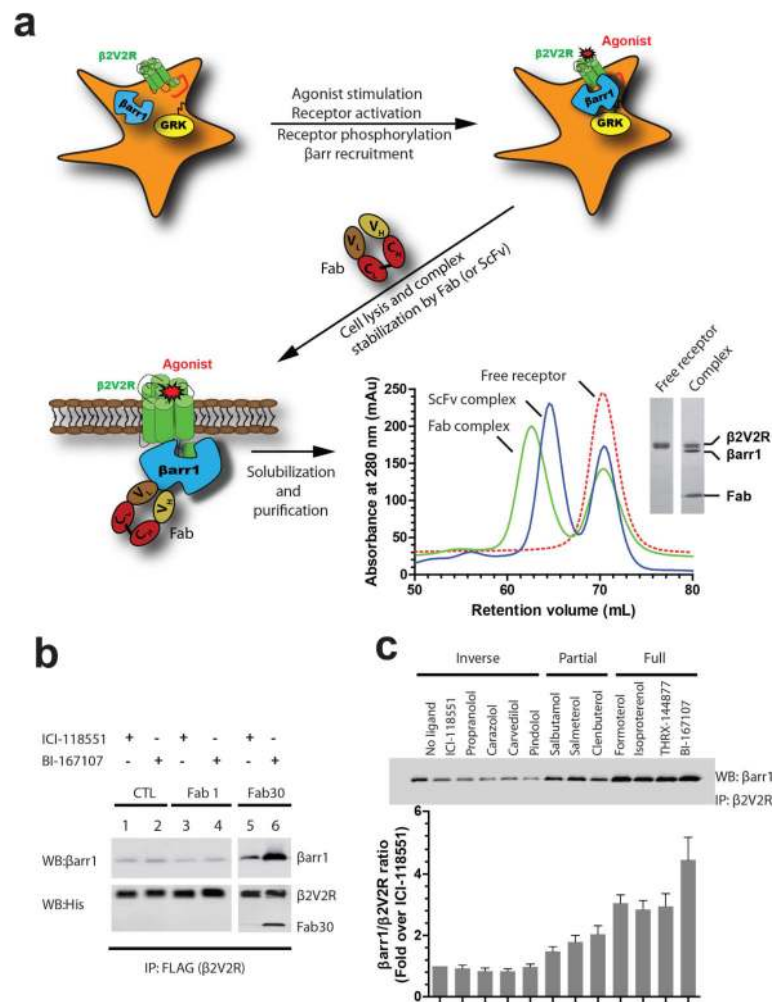 a
β2V2R
βarr1
GRK
Agonist stimulation
Receptor activation
Receptor phosphorylation
βarr recruitment
β2V2R
Agonist
βarr1
GRK
Fab
VL
VH
CL
CH
Cell lysis and complex
stabilization by Fab (or ScFv)
Agonist
β2V2R
βarr1
VL
VH
CL
Fab
Solubilization
and
purification
Absorbance at 280 nm (mAu)
250
200
150
100
50
0
50
60
70
80
Retention volume (mL)
Free receptor
ScFv complex
Fab complex
Free receptor
Complex
β2V2R
βarr1
Fab
b
ICI-118551 + - + - + -
BI-167107 - + - + - +
CTL Fab 1 Fab30
1 2 3 4 5 6
WB:βarr1
βarr1
WB:His
β2V2R
Fab30
IP: FLAG (β2V2R)
c
Inverse Partial Full
No ligand
ICI-118551
Propranolol
Carazolol
Carvedilol
Pindolol
Salbutamol
Salmeterol
Clenbuterol
Formoterol
Isoproterenol
THRX-144877
BI-167107
WB: βarr1
IP: β2V2R
βarr1/β2V2R ratio
(Fold over ICI-118551)
6
4
2
0